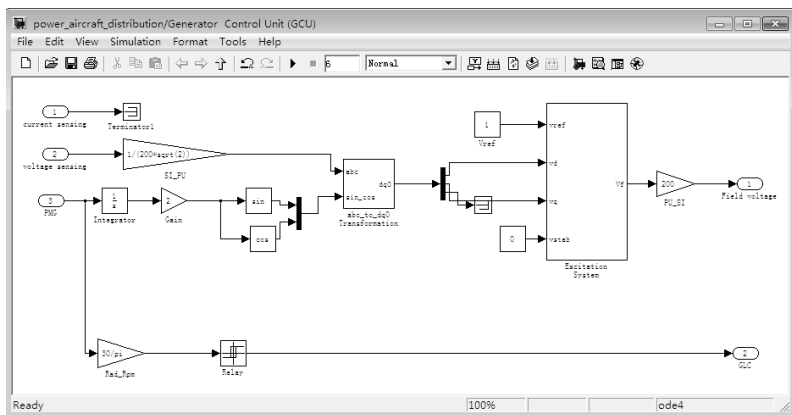 power_aircraft_distribution/Generator Control Unit (GCU)
File Edit View Simulation Format Tools Help
6 Normal
1
current sensing
Terminator1
2
voltage sensing
1/(200*sqrt(2))
SI_PU
3
PMG
1
s
Integrator
2
Gain
sin
cos
abc
sin_cos
dq0
abc_to_dq0
Transformation
1
Vref
0
vref
vd
vq
vstab
Vf
Excitation
System
200
PU_SI
1
Field voltage
30/pi
Rad_Rpm
Relay
2
GLC
Ready 100% ode4